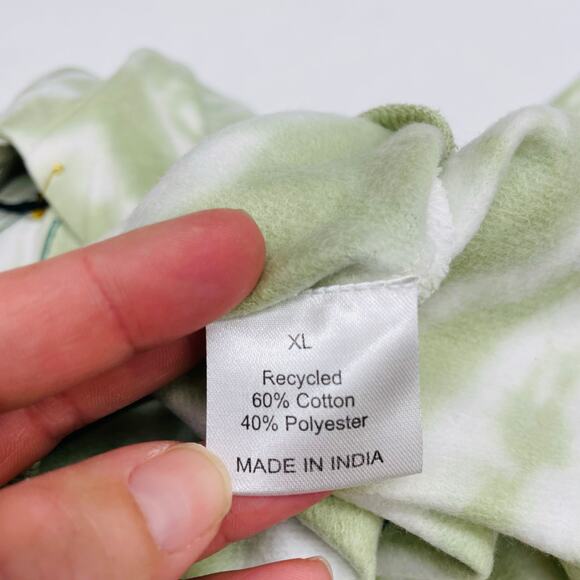 XL
Recycled
60% Cotton
40% Polyester
MADE IN INDIA